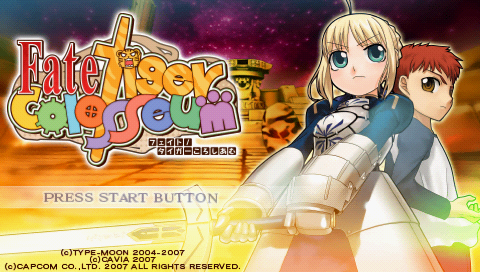 Fate
Tiger
Colosseum
フェイト/
タイガーころしあむ
PRESS START BUTTON
(c)TYPE-MOON 2004-2007
(c)CAVIA 2007
(c)CAPCOM CO.,LTD. 2007 ALL RIGHTS RESERVED.